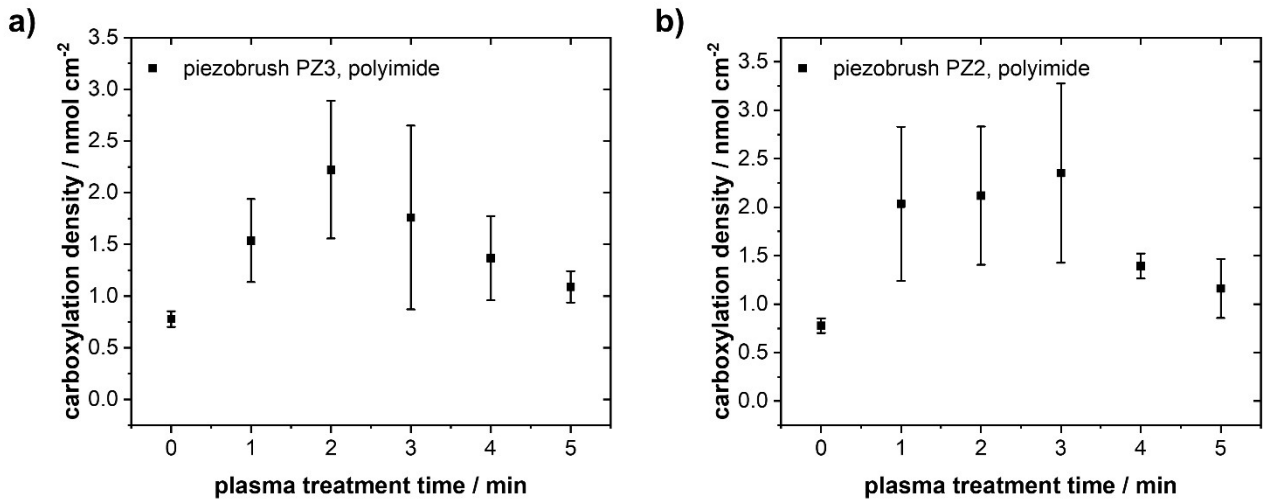 a)
carboxylation density / nmol cm⁻²
3.5
3.0
2.5
2.0
1.5
1.0
0.5
0.0
piezobrush PZ3, polyimide
0 1 2 3 4 5
plasma treatment time / min
b)
carboxylation density / nmol cm⁻²
3.5
3.0
2.5
2.0
1.5
1.0
0.5
0.0
piezobrush PZ2, polyimide
0 1 2 3 4 5
plasma treatment time / min